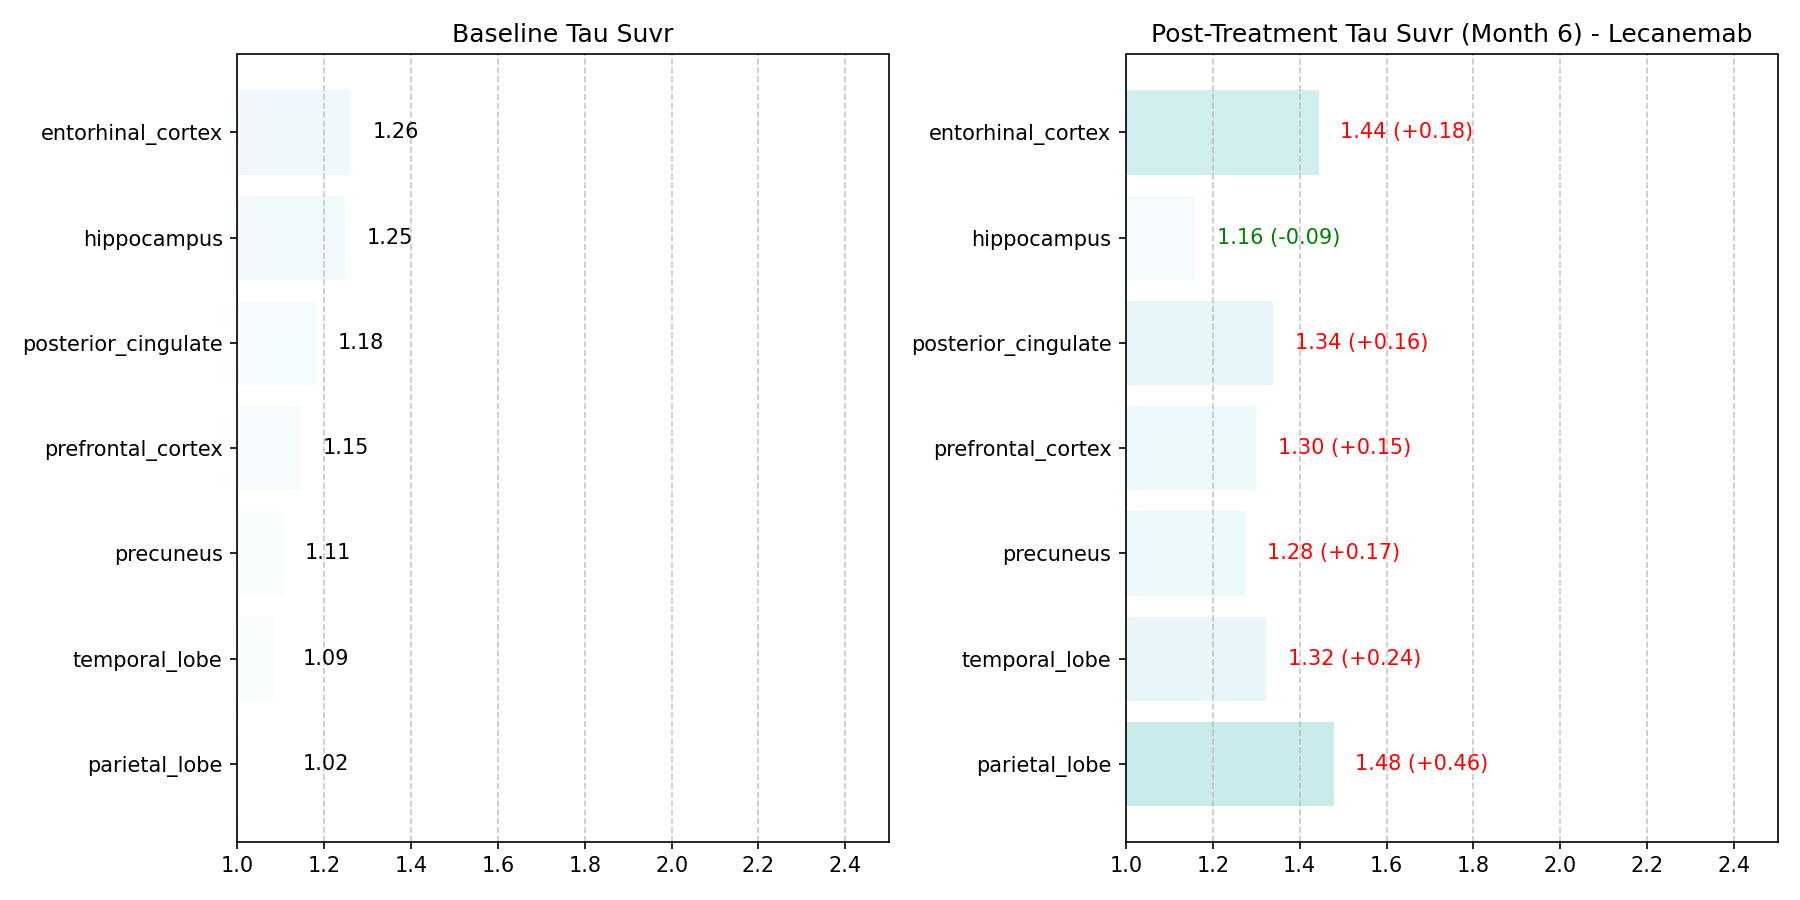 Baseline Tau Suvr
entorhinal_cortex 1.26
hippocampus 1.25
posterior_cingulate 1.18
prefrontal_cortex 1.15
precuneus 1.11
temporal_lobe 1.09
parietal_lobe 1.02
1.0 1.2 1.4 1.6 1.8 2.0 2.2 2.4
Post-Treatment Tau Suvr (Month 6) - Lecanemab
entorhinal_cortex 1.44 (+0.18)
hippocampus 1.16 (-0.09)
posterior_cingulate 1.34 (+0.16)
prefrontal_cortex 1.30 (+0.15)
precuneus 1.28 (+0.17)
temporal_lobe 1.32 (+0.24)
parietal_lobe 1.48 (+0.46)
1.0 1.2 1.4 1.6 1.8 2.0 2.2 2.4